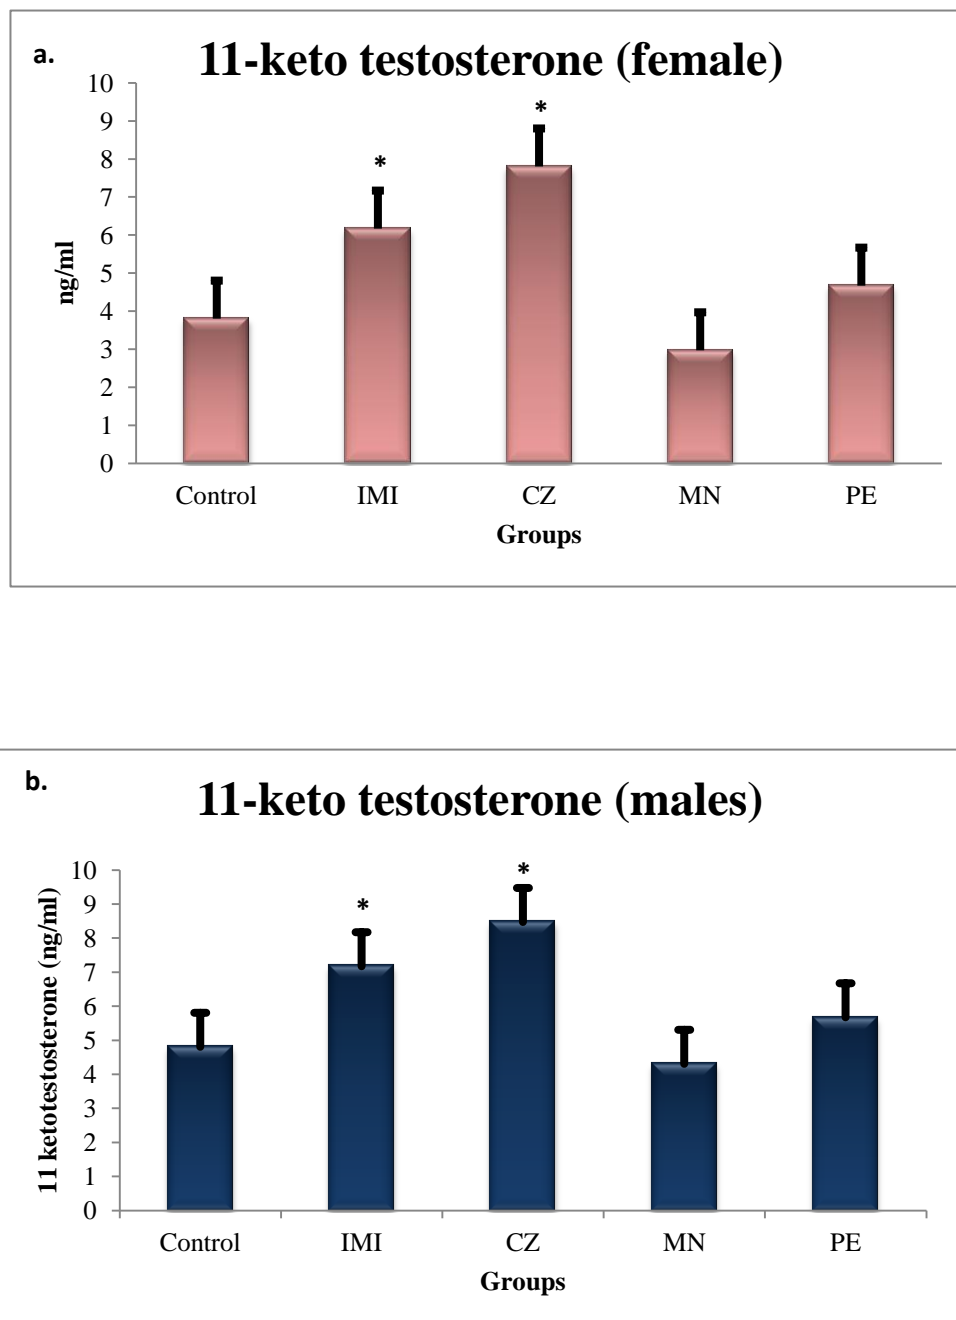 a.
11-keto testosterone (female)
10
9
8
7
6
5
4
3
2
1
0
ng/ml
*
*
Control IMI CZ MN PE
Groups
b.
11-keto testosterone (males)
10
9
8
7
6
5
4
3
2
1
0
11 ketotestosterone (ng/ml)
*
*
Control IMI CZ MN PE
Groups